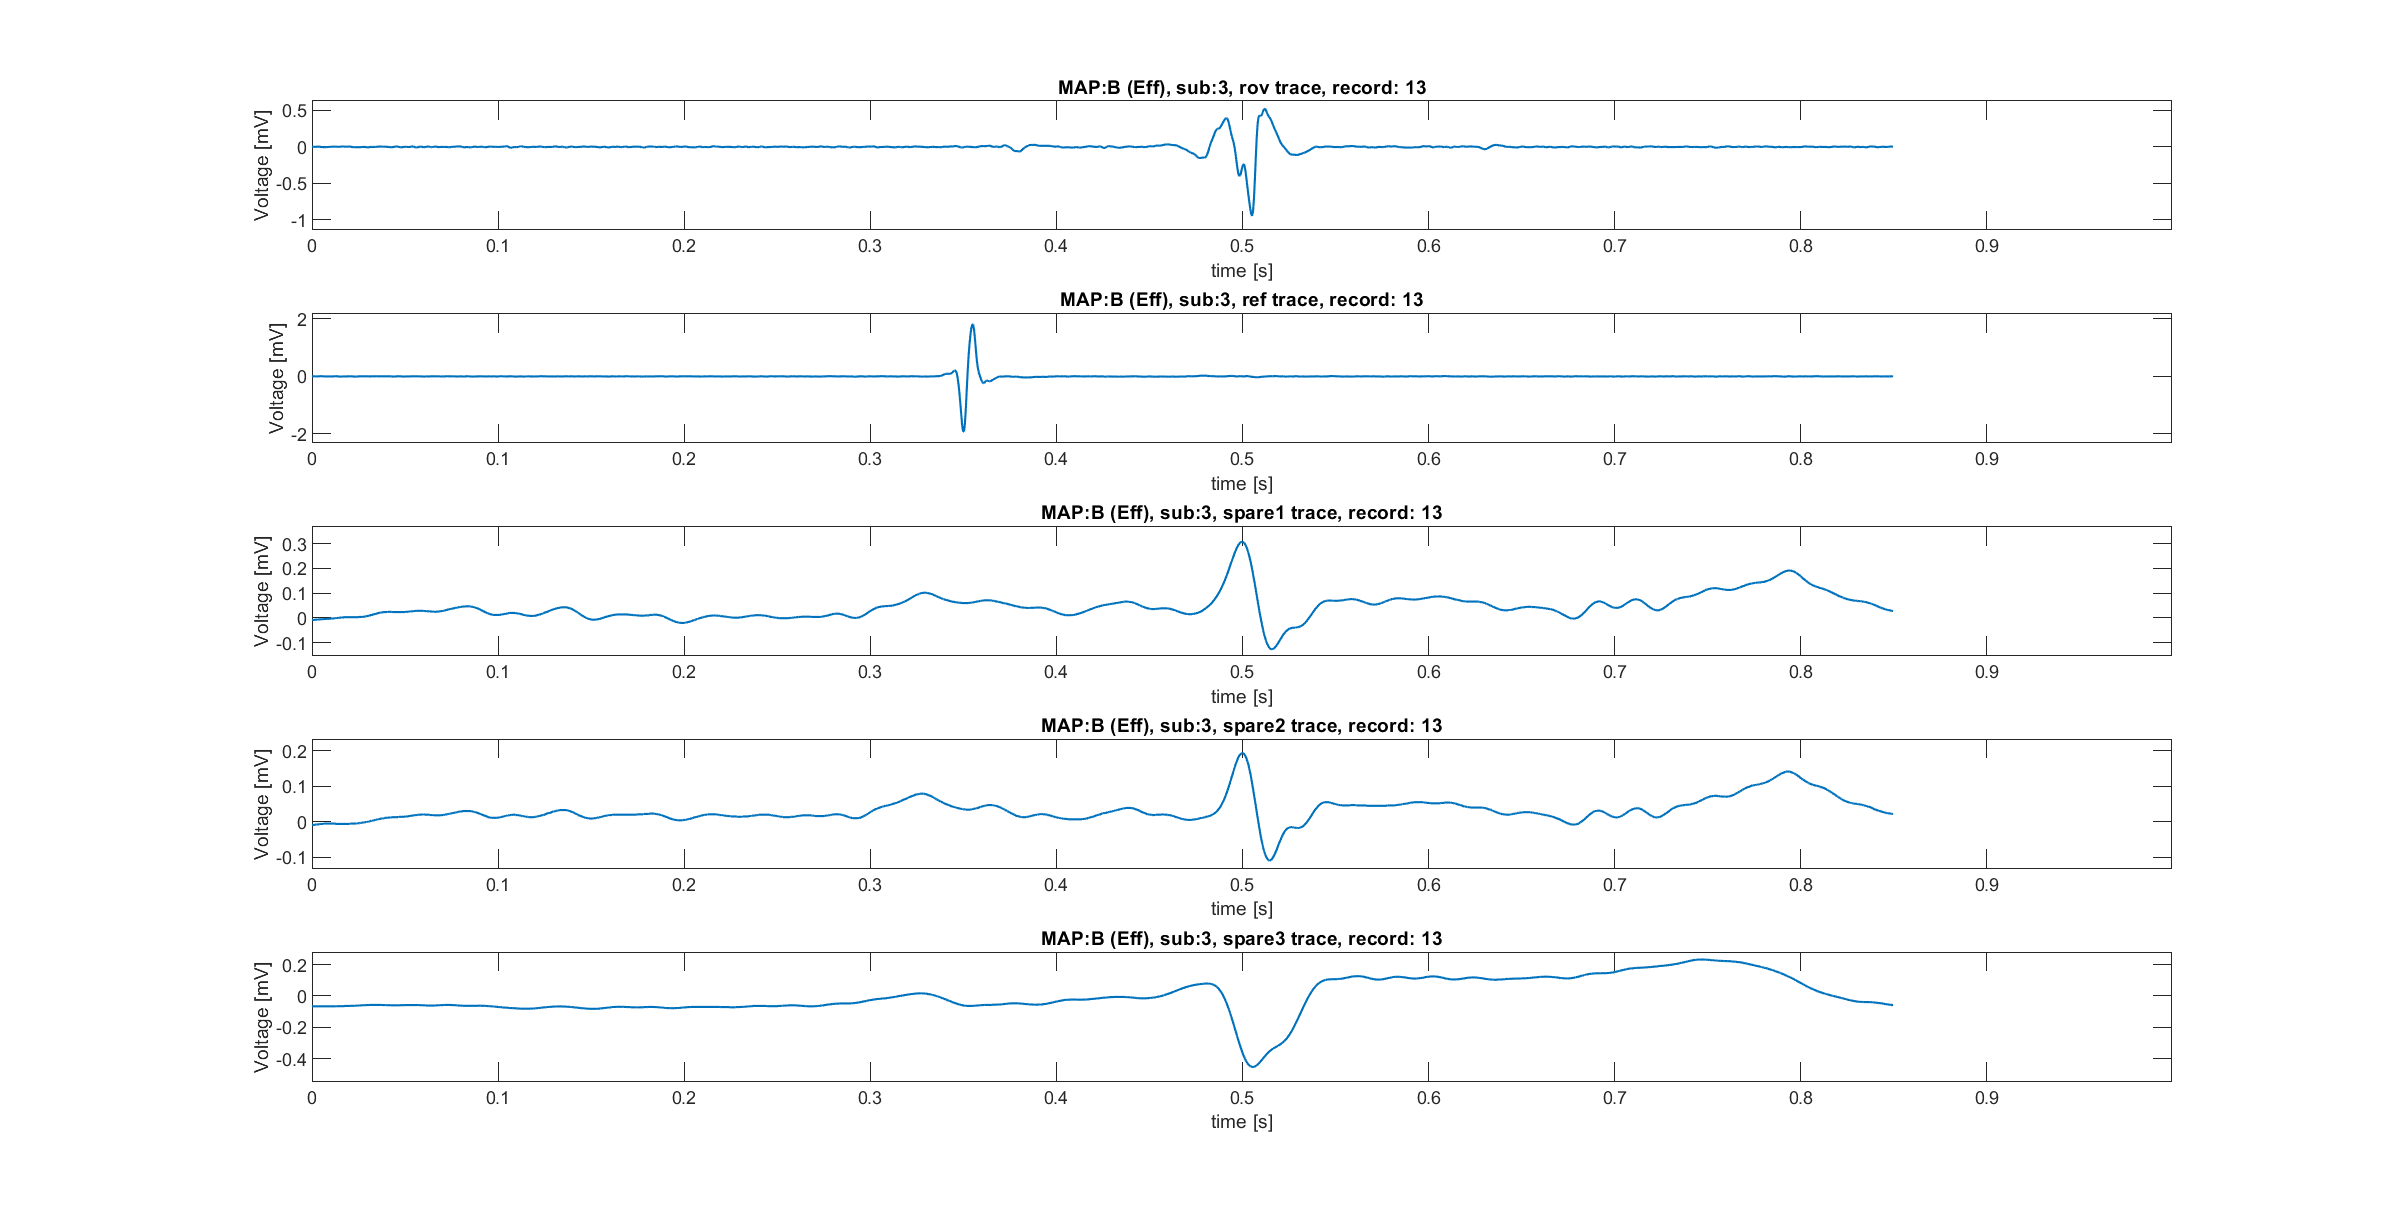 MAP:B (Eff), sub:3, rov trace, record: 13
Voltage [mV]
0.5
0
-0.5
-1
0 0.1 0.2 0.3 0.4 0.5 0.6 0.7 0.8 0.9
time [s]
MAP:B (Eff), sub:3, ref trace, record: 13
Voltage [mV]
2
0
-2
0 0.1 0.2 0.3 0.4 0.5 0.6 0.7 0.8 0.9
time [s]
MAP:B (Eff), sub:3, spare1 trace, record: 13
Voltage [mV]
0.3
0.2
0.1
0
-0.1
0 0.1 0.2 0.3 0.4 0.5 0.6 0.7 0.8 0.9
time [s]
MAP:B (Eff), sub:3, spare2 trace, record: 13
Voltage [mV]
0.2
0.1
0
-0.1
0 0.1 0.2 0.3 0.4 0.5 0.6 0.7 0.8 0.9
time [s]
MAP:B (Eff), sub:3, spare3 trace, record: 13
Voltage [mV]
0.2
0
-0.2
-0.4
0 0.1 0.2 0.3 0.4 0.5 0.6 0.7 0.8 0.9
time [s]